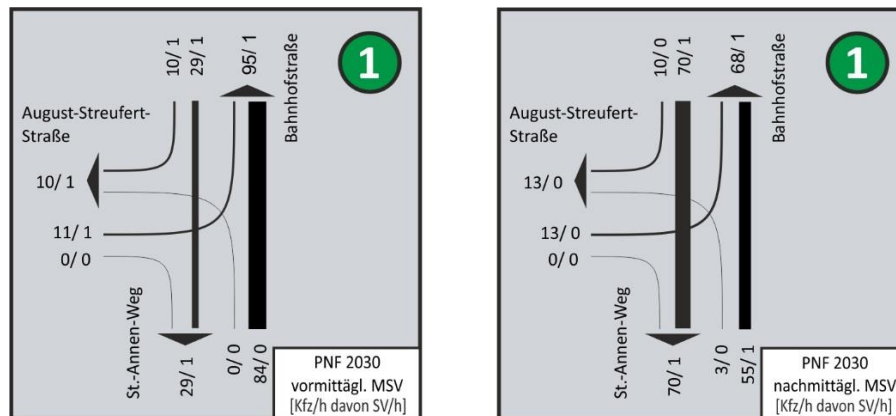 10/ 1
29/ 1
95/ 1
1
August-Streufert-
Straße
Bahnhofstraße
10/ 1
11/ 1
0/ 0
St.-Annen-Weg
29/ 1
0/ 0
84/ 0
PNF 2030
vormittägl. MSV
[Kfz/h davon SV/h]
10/ 0
70/ 1
68/ 1
1
August-Streufert-
Straße
Bahnhofstraße
13/ 0
13/ 0
0/ 0
St.-Annen-Weg
70/ 1
3/ 0
55/ 1
PNF 2030
nachmittägl. MSV
[Kfz/h davon SV/h]